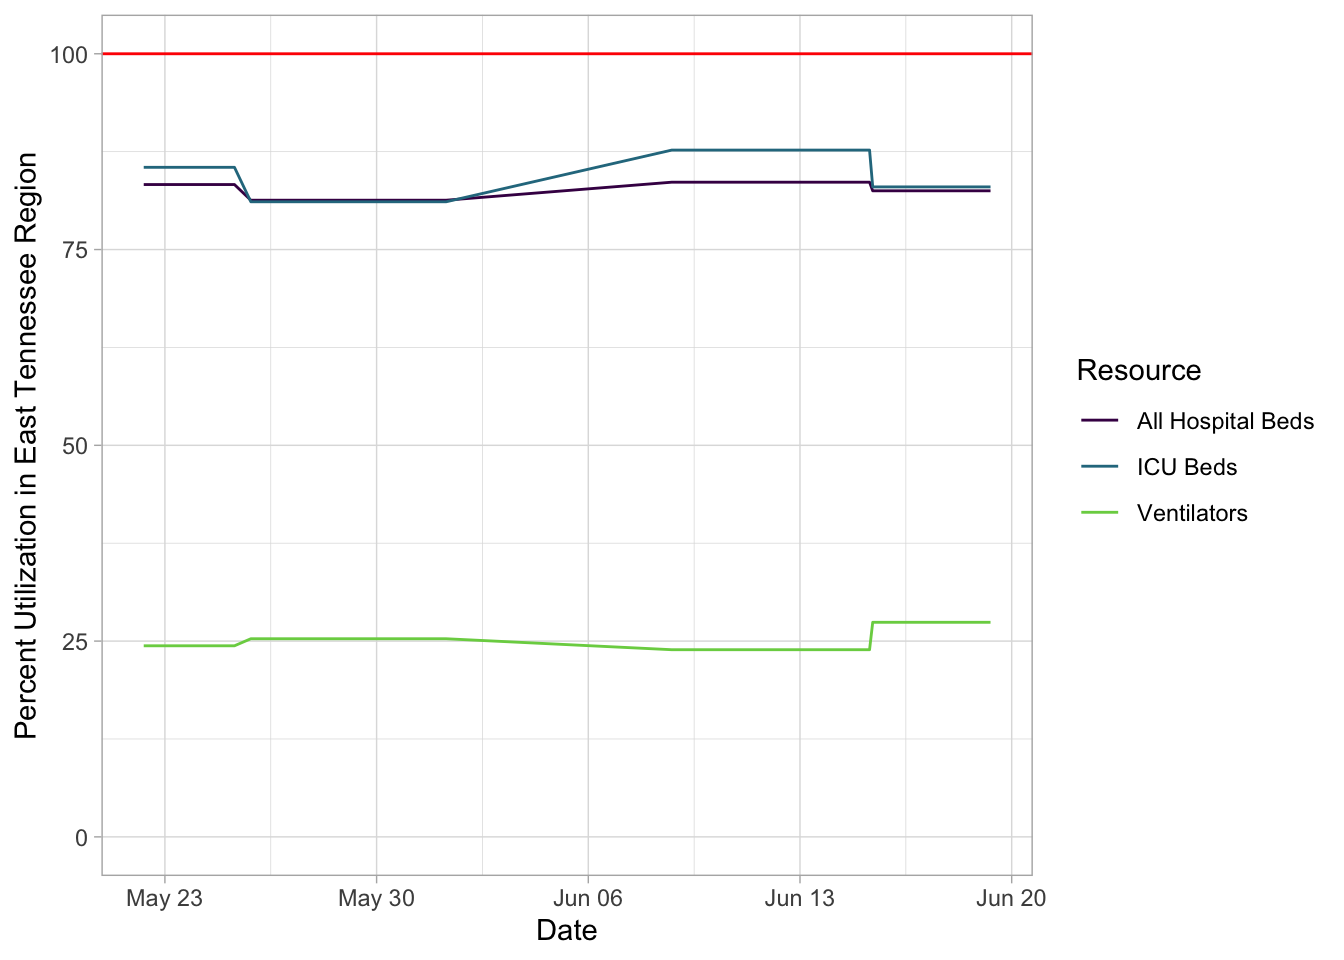 Percent Utilization in East Tennessee Region
100
75
50
25
0
May 23
May 30
Jun 06
Jun 13
Jun 20
Date
Resource
All Hospital Beds
ICU Beds
Ventilators